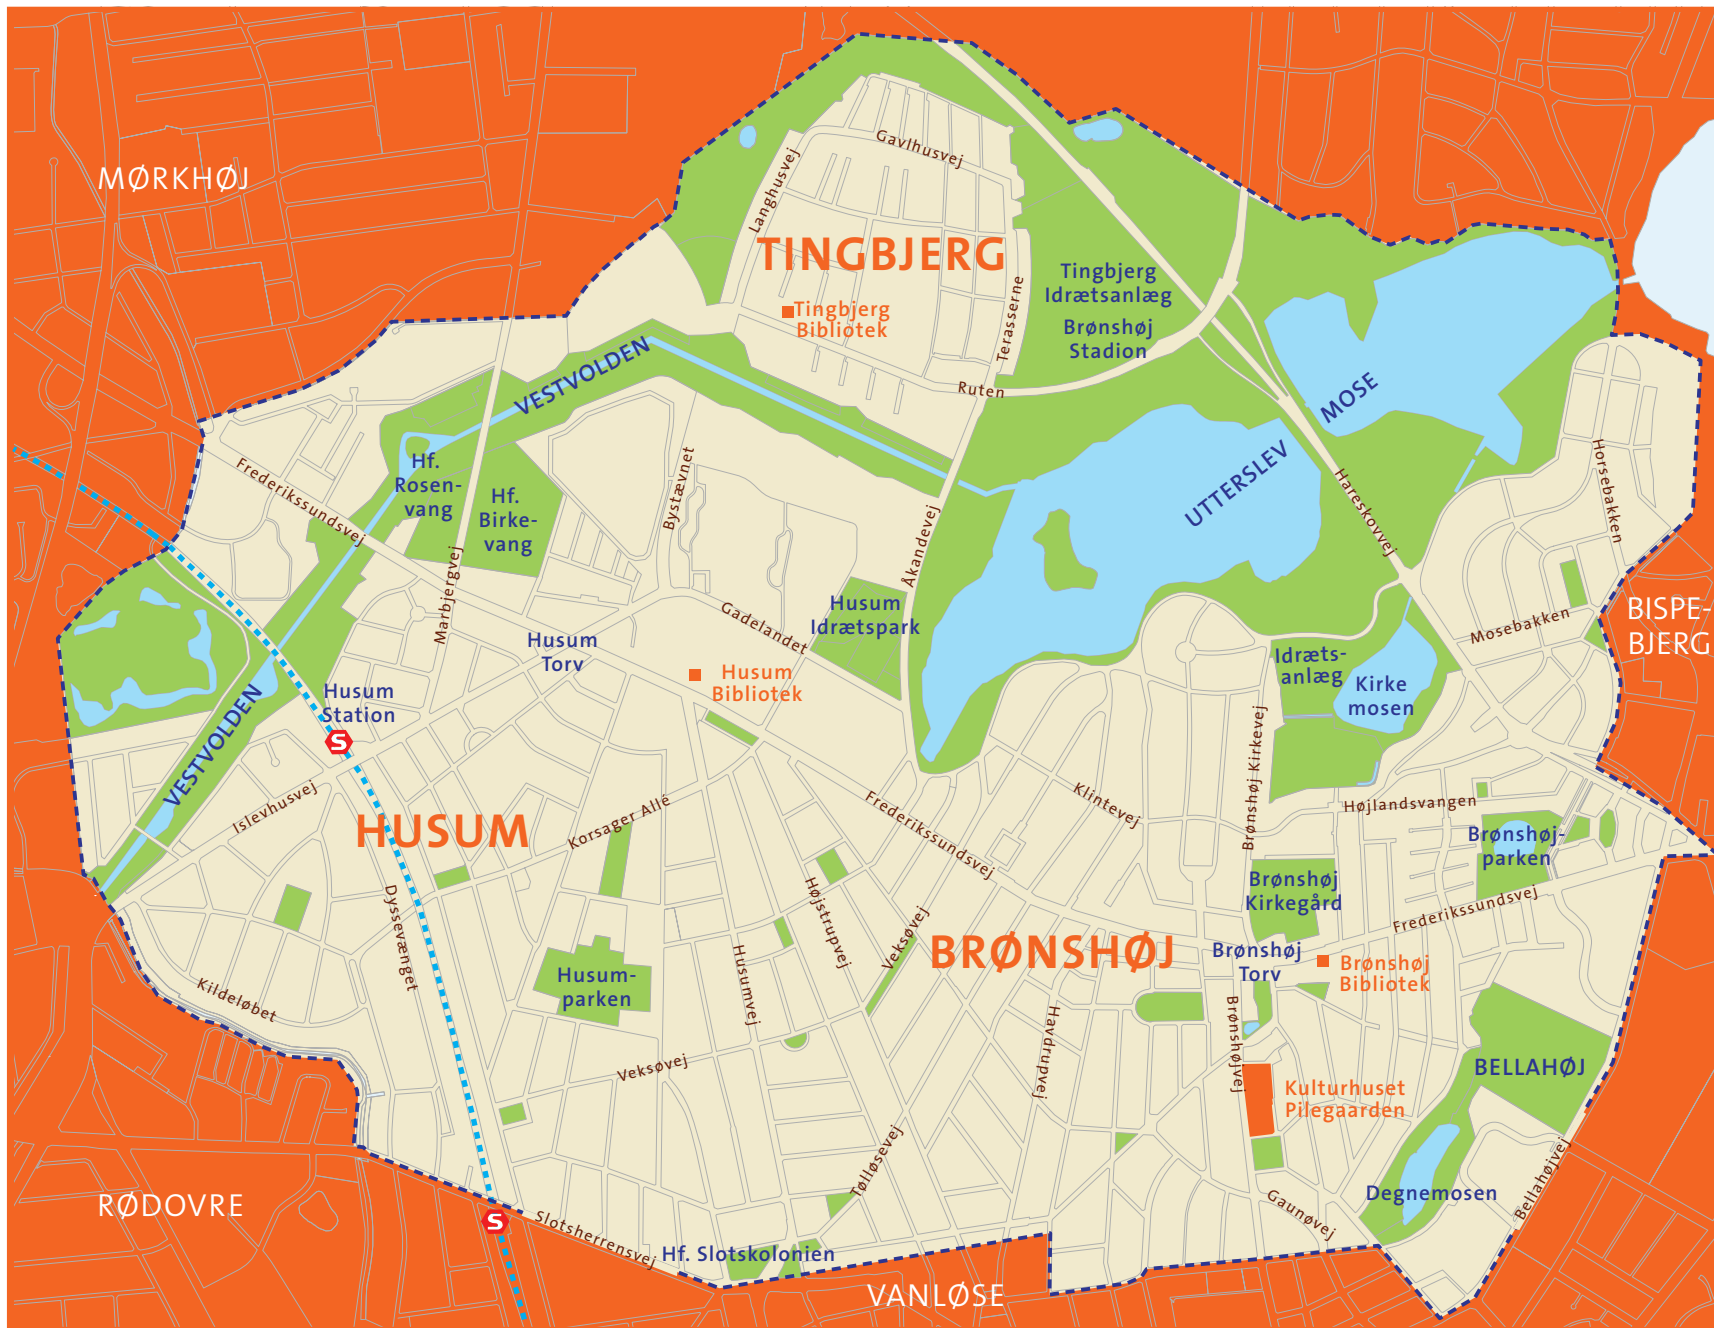 MØRKHØJ
Gavlhusvej
Langhusvej
TINGBJERG
Tingbjerg
Idrætsanlæg
Brønshøj
Stadion
Tingbjerg
Bibliotek
Terasserne
Ruten
VESTVOLDEN
MOSE
UTTERSLEV
Hareskovvej
Horsebakken
Frederikssundsvej
Hf.
Rosen-
vang
Hf.
Birke-
vang
Bystævnet
Marbjergvej
Åkandevej
Gadelandet
Husum
Idrætspark
Husum
Torv
Husum
Bibliotek
Mosebakken
BISPE-
BJERG
Idræts-
anlæg
Kirke
mosen
Husum
Station
S
VESTVOLDEN
Islevhusvej
HUSUM
Korsager Allé
Frederikssundsvej
Klintevej
Brønshøj Kirkevej
Højlandsvangen
Brønshøj-
parken
Brønshøj
Kirkegård
Frederikssundsvej
Dyssevænget
Højstrupvej
Veksøvej
Husumvej
BRØNSHØJ
Brønshøj
Torv
Brønshøj
Bibliotek
Husum-
parken
Kildeløbet
Veksøvej
Havdrupvej
Brønshøjvej
BELLAHØJ
Kulturhuset
Pilegaarden
Tølløsevej
Degnemosen
Bellahøjvej
Gaunøvej
RØDOVRE
S
Slotsherrensvej
Hf. Slotskolonien
VANLØSE